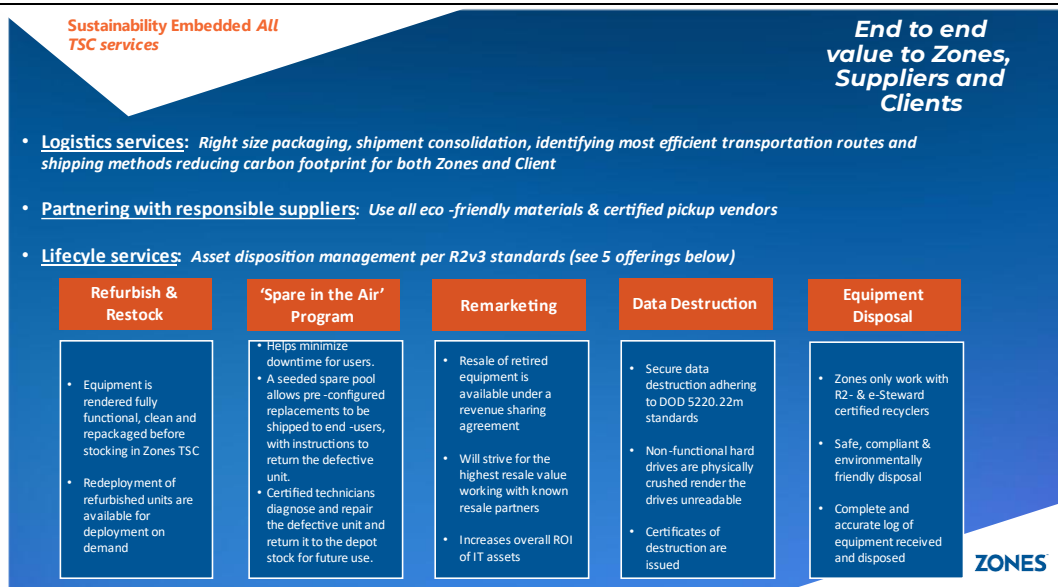 Sustainability Embedded All
TSC services
End to end
value to Zones,
Suppliers and
Clients
• Logistics services: Right size packaging, shipment consolidation, identifying most efficient transportation routes and
shipping methods reducing carbon footprint for both Zones and Client
• Partnering with responsible suppliers: Use all eco -friendly materials & certified pickup vendors
• Lifecyle services: Asset disposition management per R2v3 standards (see 5 offerings below)
Refurbish &
Restock
• Equipment is
rendered fully
functional, clean and
repackaged before
stocking in Zones TSC
• Redeployment of
refurbished units are
available for
deployment on
demand
‘Spare in the Air’
Program
• Helps minimize
downtime for users.
• A seeded spare pool
allows pre -configured
replacements to be
shipped to end -users,
with instructions to
return the defective
unit.
• Certified technicians
diagnose and repair
the defective unit and
return it to the depot
stock for future use.
Remarketing
• Resale of retired
equipment is
available under a
revenue sharing
agreement
• Will strive for the
highest resale value
working with known
resale partners
• Increases overall ROI
of IT assets
Data Destruction
• Secure data
destruction adhering
to DOD 5220.22m
standards
• Non-functional hard
drives are physically
crushed render the
drives unreadable
• Certificates of
destruction are
issued
Equipment
Disposal
• Zones only work with
R2- & e-Steward
certified recyclers
• Safe, compliant &
environmentally
friendly disposal
• Complete and
accurate log of
equipment received
and disposed
ZONES